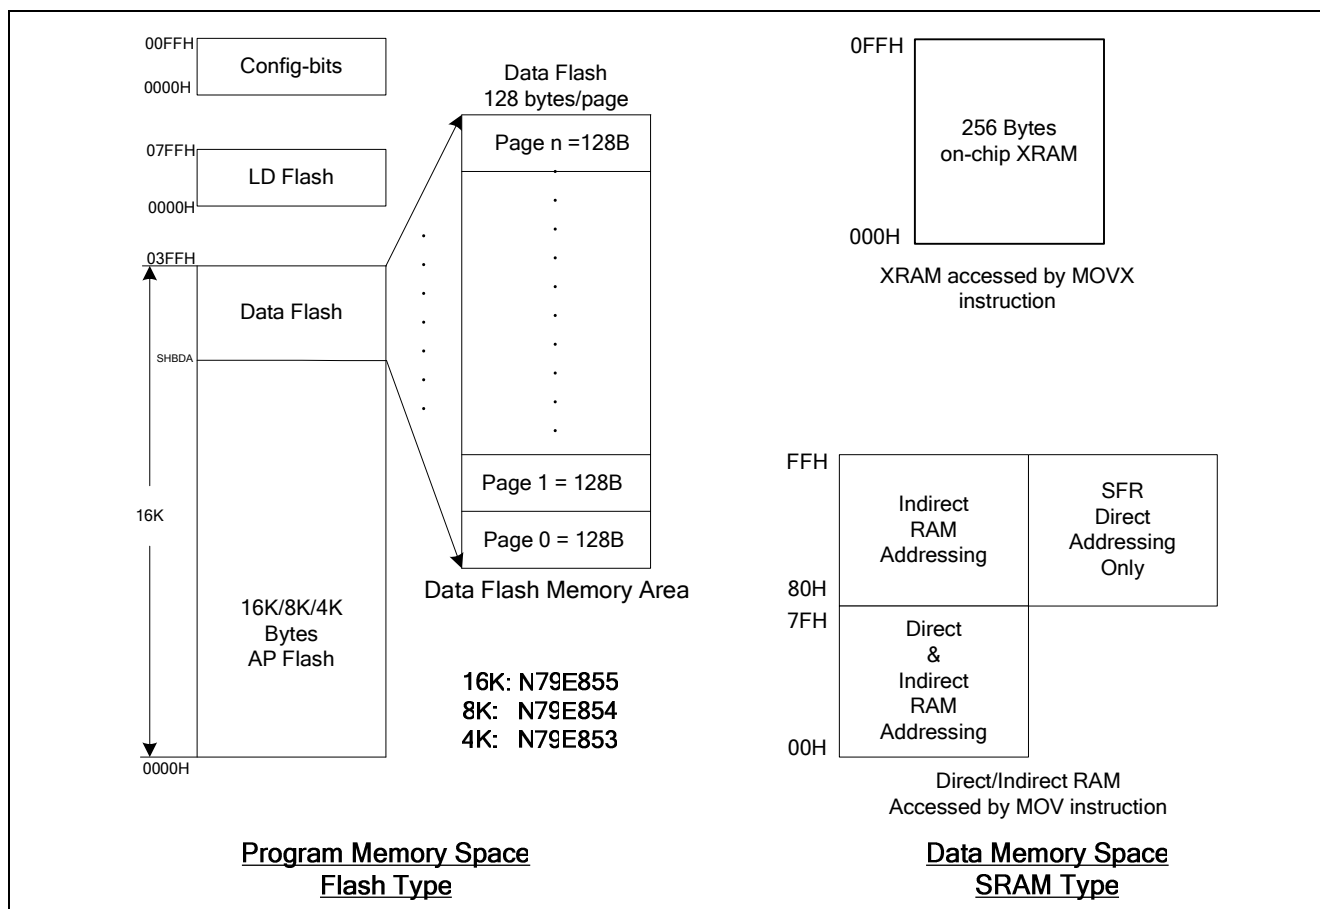 00FFH
Config-bits
0000H
07FFH
LD Flash
0000H
03FFH
Data Flash
SHBDA
16K
16K/8K/4K
Bytes
AP Flash
0000H
Data Flash
128 bytes/page
Page n =128B
Page 1 = 128B
Page 0 = 128B
Data Flash Memory Area
16K: N79E855
8K: N79E854
4K: N79E853
Program Memory Space
Flash Type
0FFH
256 Bytes
on-chip XRAM
000H
XRAM accessed by MOVX
instruction
FFH
Indirect
RAM
Addressing
SFR
Direct
Addressing
Only
80H
7FH
Direct
&
Indirect
RAM
Addressing
00H
Direct/Indirect RAM
Accessed by MOV instruction
Data Memory Space
SRAM Type